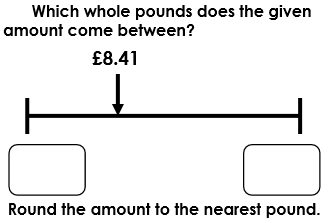 Which whole pounds does the given
amount come between?
£8.41
Round the amount to the nearest pound.